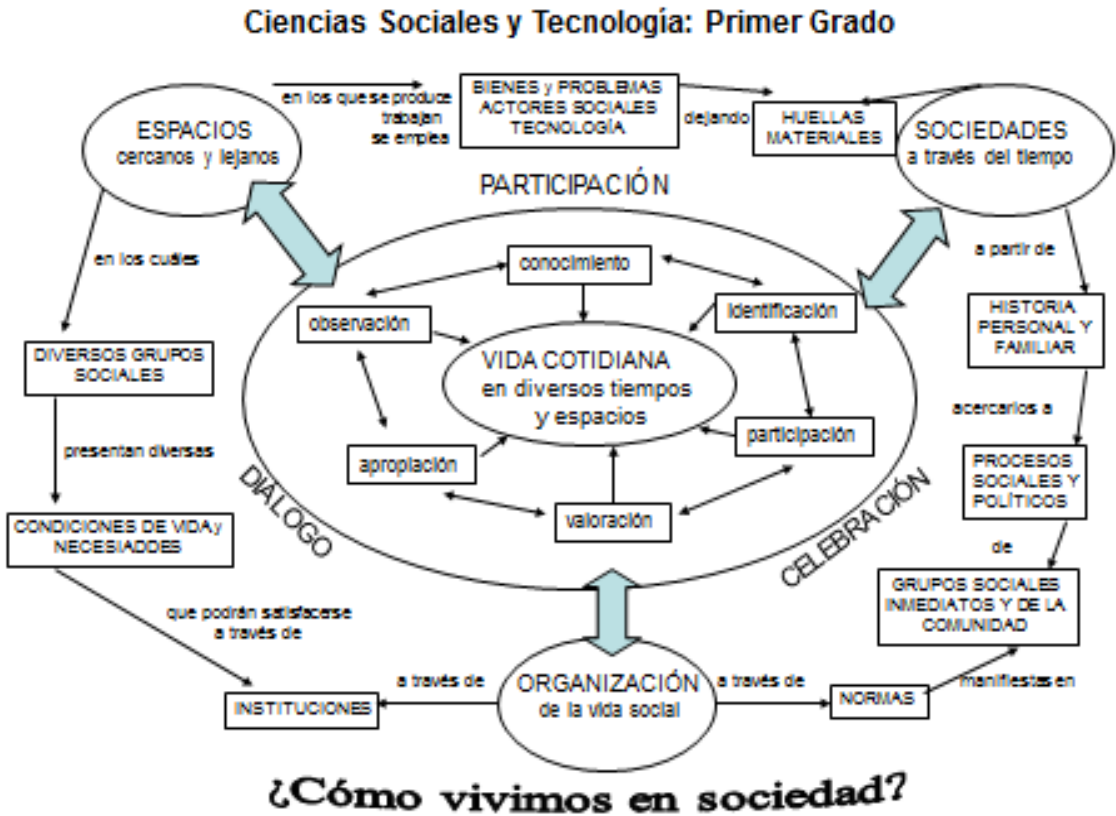 Ciencias Sociales y Tecnología: Primer Grado
ESPACIOS
cercanos y lejanos
en los que se produce
trabajan
se emplea
BIENES y PROBLEMAS
ACTORES SOCIALES
TECNOLOGÍA
dejando
HUELLAS
MATERIALES
SOCIEDADES
a través del tiempo
PARTICIPACIÓN
en los cuáles
a partir de
conocimiento
observación
identificación
VIDA COTIDIANA
en diversos tiempos
y espacios
apropiación
participación
valoración
DIÁLOGO
CELEBRACIÓN
DIVERSOS GRUPOS
SOCIALES
presentan diversas
CONDICIONES DE VIDA y
NECESIADDES
que podrán satisfacerse
a través de
INSTITUCIONES
a través de
ORGANIZACIÓN
de la vida social
a través de
NORMAS
manifiestas en
HISTORIA
PERSONAL Y
FAMILIAR
acercarlos a
PROCESOS
SOCIALES Y
POLÍTICOS
de
GRUPOS SOCIALES
INMEDIATOS Y DE LA
COMUNIDAD
¿Cómo vivimos en sociedad?